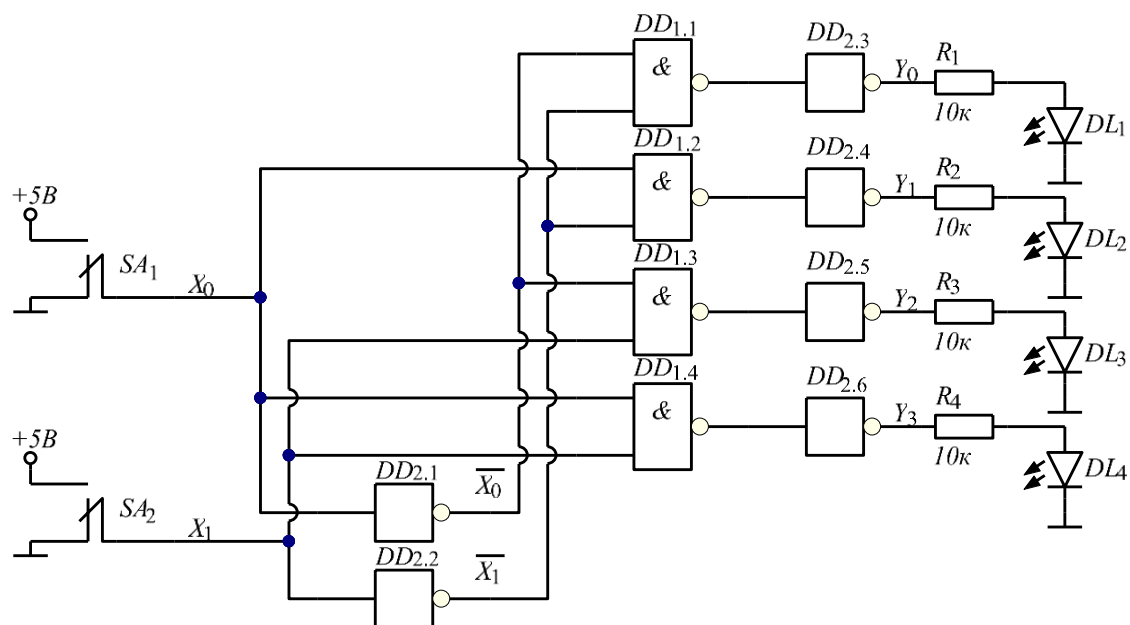 DD1.1
&
DD2.3
Y0
R1
10к
DL1
DD1.2
&
DD2.4
Y1
R2
10к
DL2
+5В
SA1
X0
DD1.3
&
DD2.5
Y2
R3
10к
DL3
DD1.4
&
DD2.6
Y3
R4
10к
DL4
+5В
SA2
X1
DD2.1
X̅0
DD2.2
X̅1